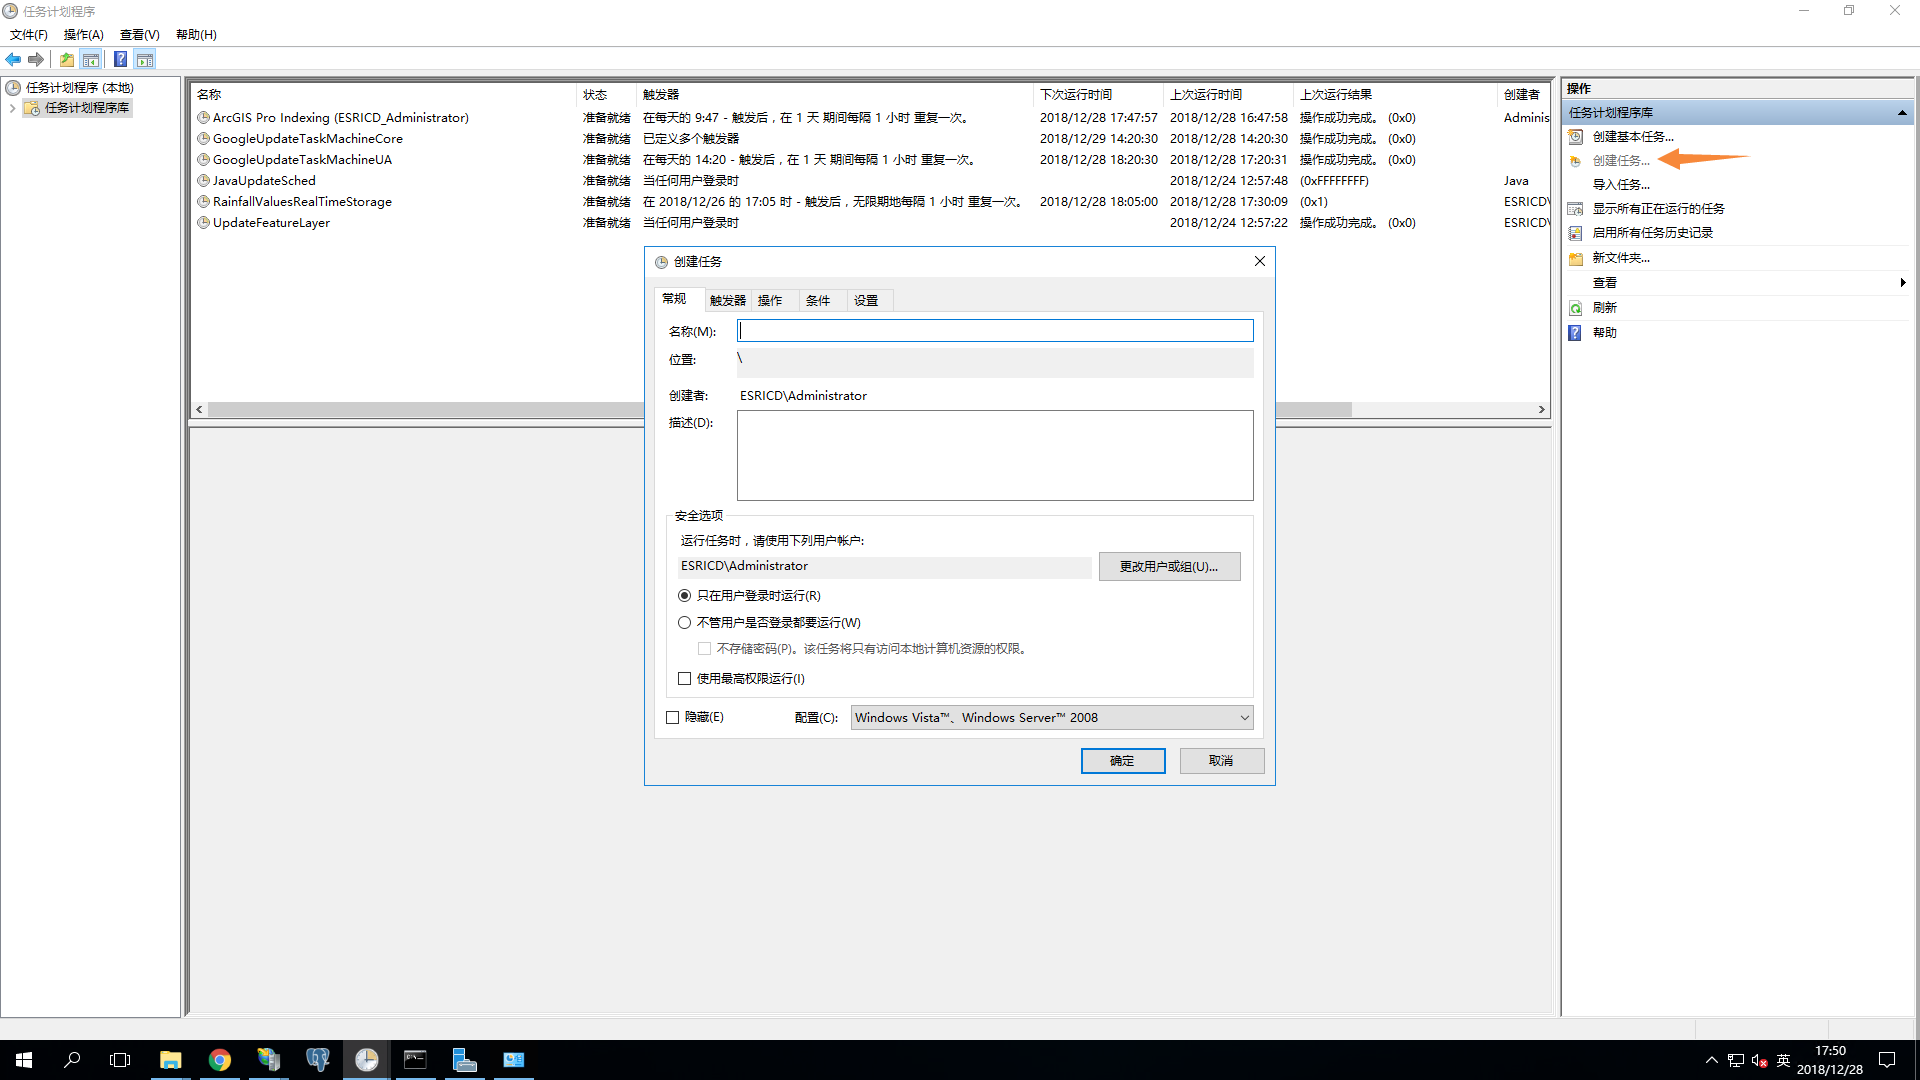 任务计划程序
文件(F) 操作(A) 查看(V) 帮助(H)
任务计划程序 (本地)
任务计划程序库
名称 状态 触发器 下次运行时间 上次运行时间 上次运行结果 创建者
ArcGIS Pro Indexing (ESRICD_Administrator) 准备就绪 在每天的 9:47 - 触发后，在 1 天 期间每隔 1 小时 重复一次。 2018/12/28 17:47:57 2018/12/28 16:47:58 操作成功完成。 (0x0) Adminis
GoogleUpdateTaskMachineCore 准备就绪 已定义多个触发器 2018/12/29 14:20:30 2018/12/28 14:20:30 操作成功完成。 (0x0)
GoogleUpdateTaskMachineUA 准备就绪 在每天的 14:20 - 触发后，在 1 天 期间每隔 1 小时 重复一次。 2018/12/28 18:20:30 2018/12/28 17:20:31 操作成功完成。 (0x0)
JavaUpdateSched 准备就绪 当任何用户登录时 2018/12/24 12:57:48 (0xFFFFFFFF) Java
RainfallValuesRealTimeStorage 准备就绪 在 2018/12/26 的 17:05 时 - 触发后，无限期地每隔 1 小时 重复一次。 2018/12/28 18:05:00 2018/12/28 17:30:09 (0x1) ESRICD\
UpdateFeatureLayer 准备就绪 当任何用户登录时 2018/12/24 12:57:22 操作成功完成。 (0x0) ESRICD\
创建任务
常规 触发器 操作 条件 设置
名称(M):
位置: \
创建者: ESRICD\Administrator
描述(D):
安全选项
运行任务时，请使用下列用户帐户:
ESRICD\Administrator 更改用户或组(U)...
只在用户登录时运行(R)
不管用户是否登录都要运行(W)
不存储密码(P)。该任务将只有访问本地计算机资源的权限。
使用最高权限运行(I)
隐藏(E) 配置(C): Windows Vista™、Windows Server™ 2008
确定 取消
操作
任务计划程序库
创建基本任务...
创建任务...
导入任务...
显示所有正在运行的任务
启用所有任务历史记录
新文件夹...
查看
刷新
帮助
英
17:50
2018/12/28